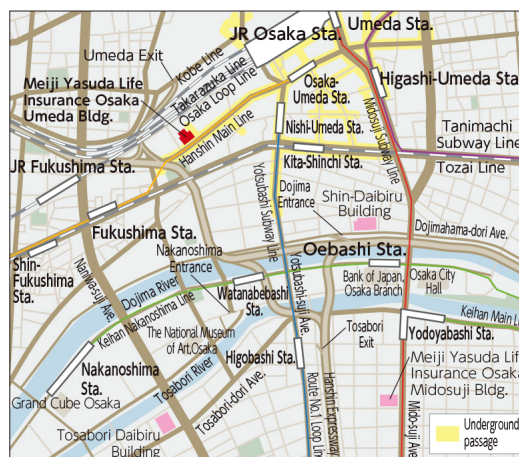 JR Osaka Sta.
Umeda Sta.
Umeda Exit
Kobe Line
Takarazuka Line
Osaka Loop Line
Meiji Yasuda Life
Insurance Osaka
Umeda Bldg.
Osaka-
Umeda Sta.
Higashi-Umeda Sta.
Hanshin Main Line
Nishi-Umeda Sta.
Midosuji Subway Line
Tanimachi
Subway Line
JR Fukushima Sta.
Kita-Shinchi Sta.
Tozai Line
Yotsubashi Subway Line
Dojima
Entrance
Shin-Daibiru
Building
Fukushima Sta.
Dojimahama-dori Ave.
Shin-
Fukushima
Sta.
Naniwa-suji Ave.
Nakanoshima
Entrance
Oebashi Sta.
Dojima River
Watanabebashi
Sta.
Yotsubashi-suji Ave.
Bank of Japan,
Osaka Branch
Osaka City
Hall
Keihan Nakanoshima Line
Keihan Main L
The National Museum
of Art,Osaka
Tosabori
Exit
Yodoyabashi Sta.
Nakanoshima
Sta.
Higobashi Sta.
Tosabori River
Meiji Yasuda Life
Insurance Osaka
Midosuji Bldg.
Grand Cube Osaka
Tosabori-dori Ave.
Route No.1 Loop Line
Hanshin Expressway
Tosabori Daibiru
Building
Underground
passage